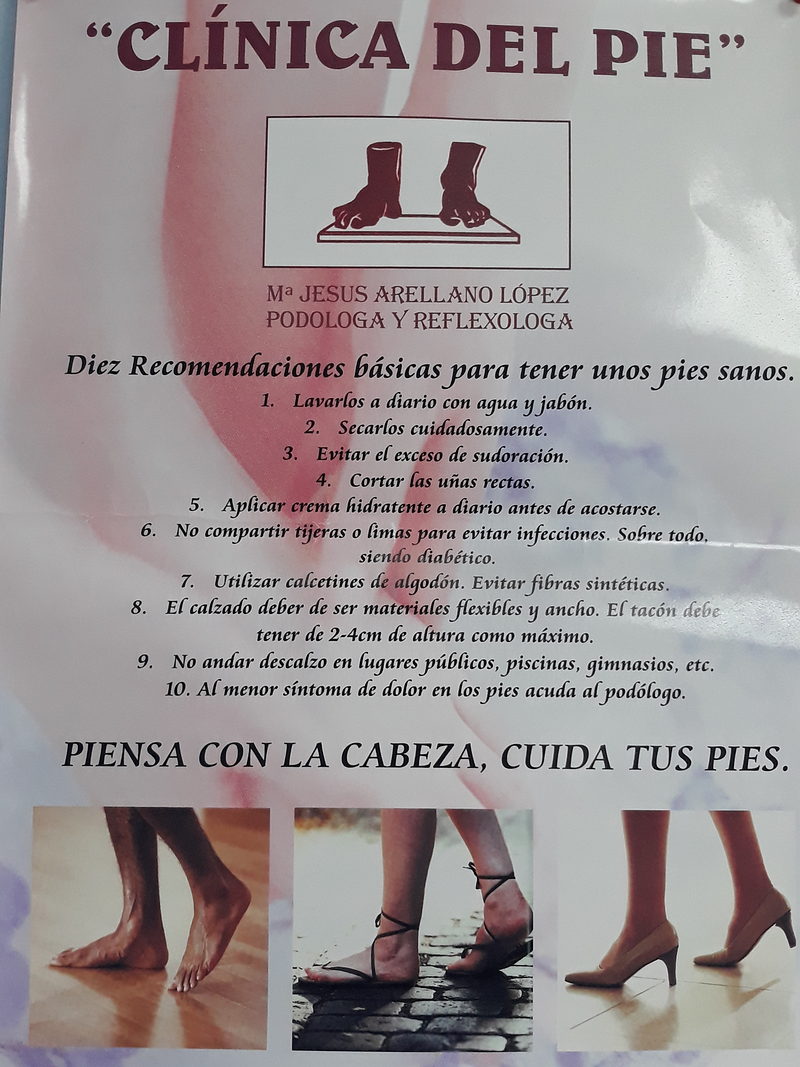 “CLÍNICA DEL PIE”
Mª JESUS ARELLANO LÓPEZ
PODOLOGA Y REFLEXOLOGA
Diez Recomendaciones básicas para tener unos pies sanos.
1. Lavarlos a diario con agua y jabón.
2. Secarlos cuidadosamente.
3. Evitar el exceso de sudoración.
4. Cortar las uñas rectas.
5. Aplicar crema hidratente a diario antes de acostarse.
6. No compartir tijeras o limas para evitar infecciones. Sobre todo,
siendo diabético.
7. Utilizar calcetines de algodón. Evitar fibras sintéticas.
8. El calzado deber de ser materiales flexibles y ancho. El tacón debe
tener de 2-4cm de altura como máximo.
9. No andar descalzo en lugares públicos, piscinas, gimnasios, etc.
10. Al menor síntoma de dolor en los pies acuda al podólogo.
PIENSA CON LA CABEZA, CUIDA TUS PIES.